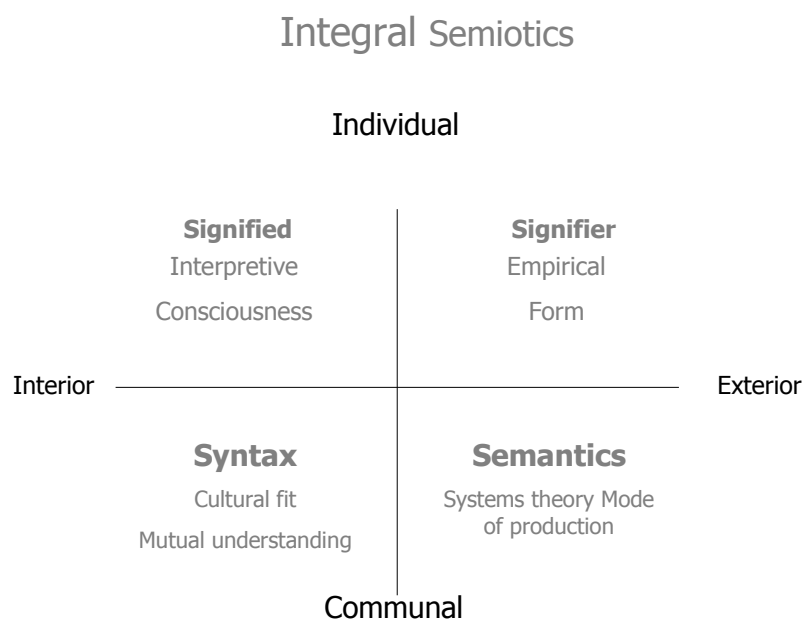 Integral Semiotics
Individual
Signified
Interpretive
Consciousness
Signifier
Empirical
Form
Interior
Exterior
Syntax
Cultural fit
Mutual understanding
Semantics
Systems theory Mode
of production
Communal